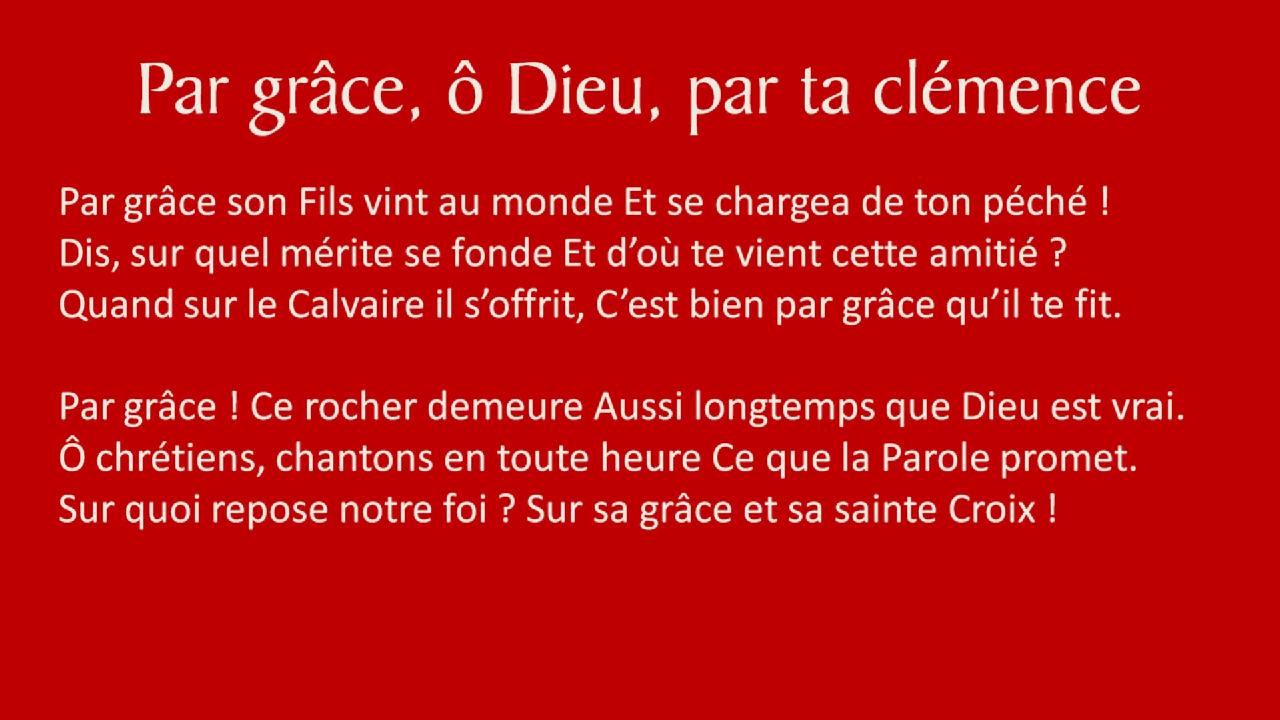 Par grâce, ô Dieu, par ta clémence
Par grâce son Fils vint au monde Et se chargea de ton péché !
Dis, sur quel mérite se fonde Et d’où te vient cette amitié ?
Quand sur le Calvaire il s’offrit, C’est bien par grâce qu’il te fit.
Par grâce ! Ce rocher demeure Aussi longtemps que Dieu est vrai.
Ô chrétiens, chantons en toute heure Ce que la Parole promet.
Sur quoi repose notre foi ? Sur sa grâce et sa sainte Croix !